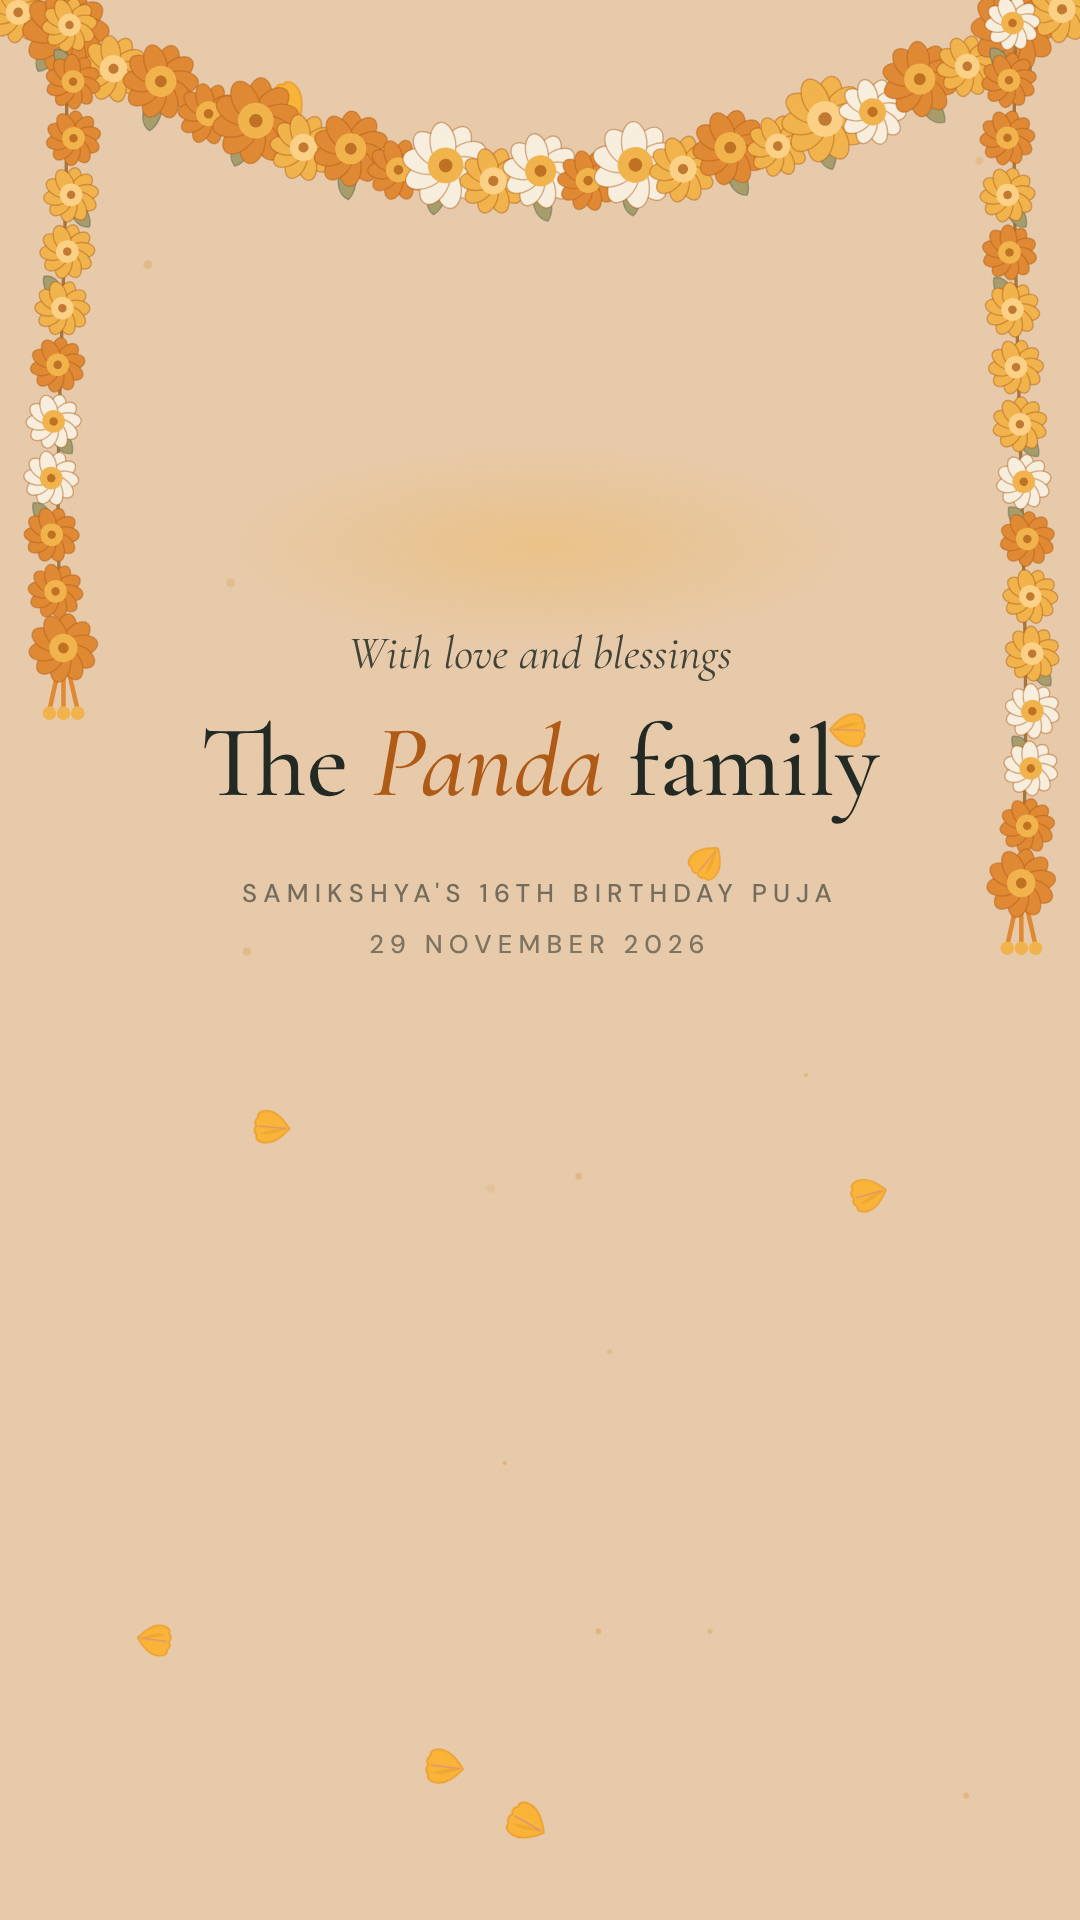 With love and blessings
The Panda family
SAMIKSHYA'S 16TH BIRTHDAY PUJA
29 NOVEMBER 2026